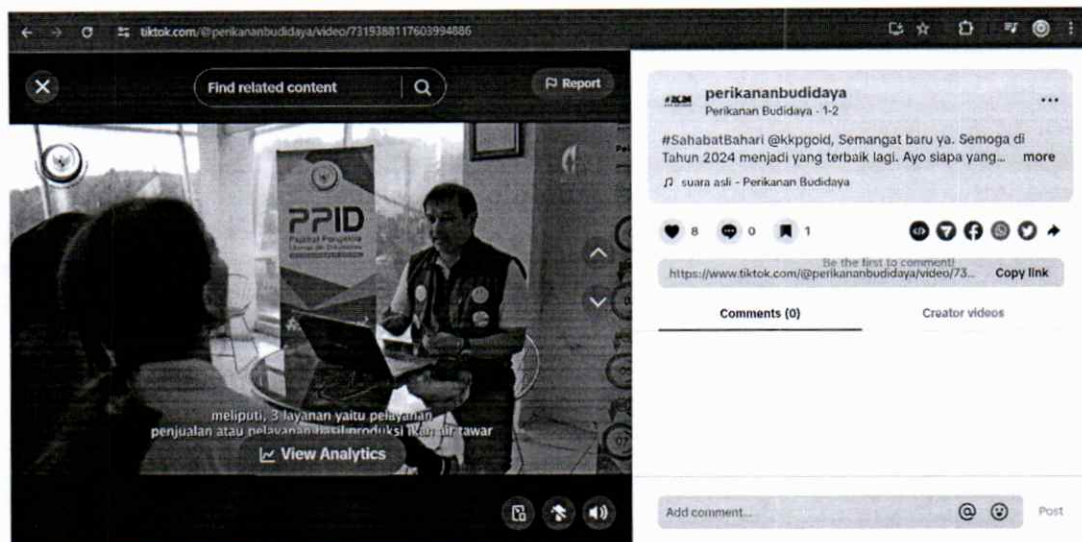 tiktok.com/@perikananbudidaya/video/7319388117603994886
Find related content
Report
PPID
meliputi, 3 layanan yaitu pelayanan
penjualan atau pelayanan hasil produksi ikan air tawar
View Analytics
perikananbudidaya
Perikanan Budidaya · 1-2
#SahabatBahari @kkpgoid, Semangat baru ya. Semoga di
Tahun 2024 menjadi yang terbaik lagi. Ayo siapa yang... more
suara asli - Perikanan Budidaya
8 0 1
Be the first to comment!
https://www.tiktok.com/@perikananbudidaya/video/73... Copy link
Comments (0) Creator videos
Add comment... Post